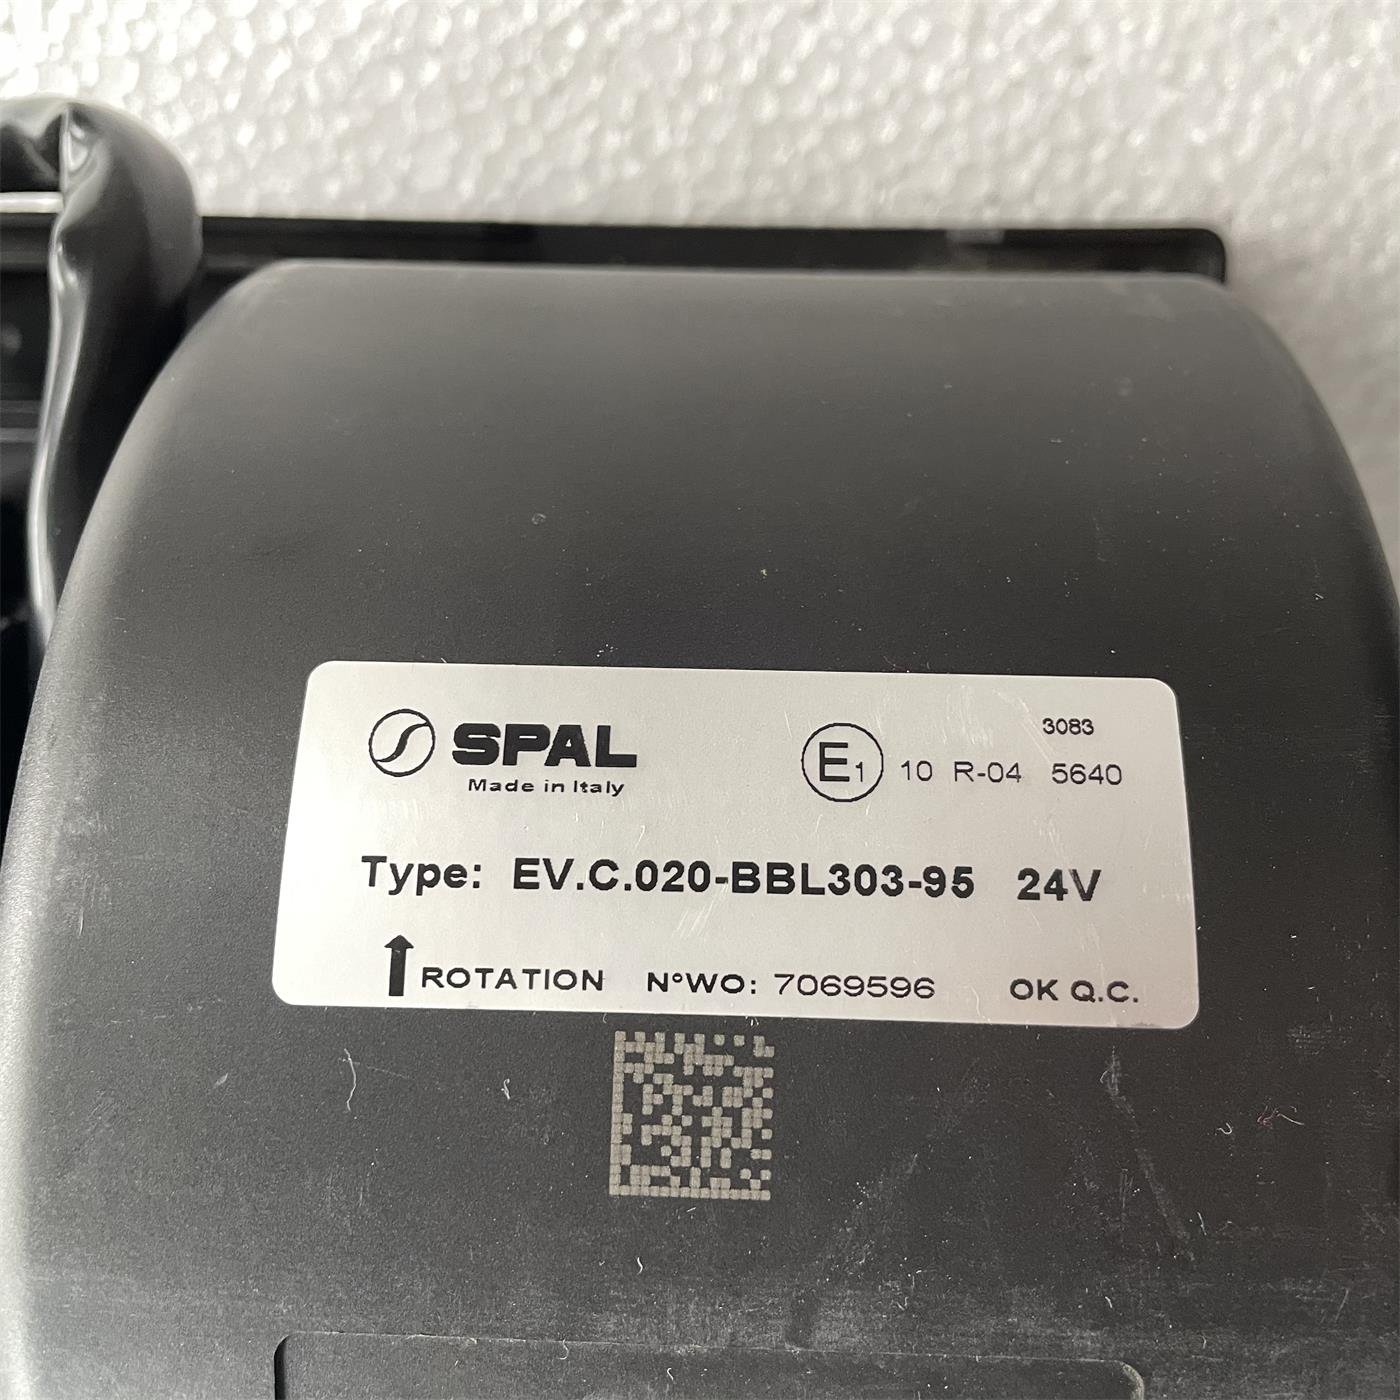 SPAL
Made in Italy
3083
E1 10 R-04 5640
Type: EV.C.020-BBL303-95 24V
ROTATION N°WO: 7069596 OK Q.C.